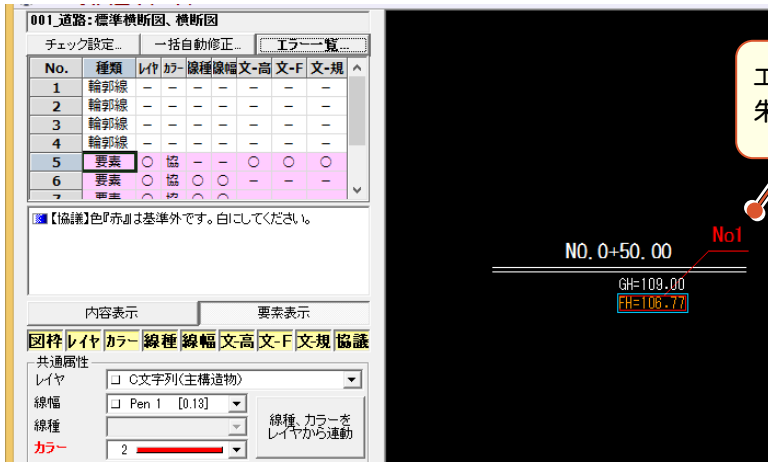 001_道路:標準横断図、横断図
チェック設定... 一括自動修正... エラー一覧...
No. 種類 レイヤ カラー 線種 線幅 文-高 文-F 文-規
1 輪郭線 － － － － － － －
2 輪郭線 － － － － － － －
3 輪郭線 － － － － － － －
4 輪郭線 － － － － － － －
5 要素 ○ 協 － － ○ ○ ○
6 要素 ○ 協 ○ ○ － － －
7 要素 ○ 協 ○ ○
【協議】色『赤』は基準外です。白にしてください。
内容表示 要素表示
図枠 レイヤ カラー 線種 線幅 文-高 文-F 文-規 協議
共通属性
レイヤ □ C文字列(主構造物)
線幅 □ Pen 1 [0.13]
線種
線種、カラーを
レイヤから連動
カラー 2
エ
朱
No1
NO.0+50.00
GH=109.00
FH=106.77